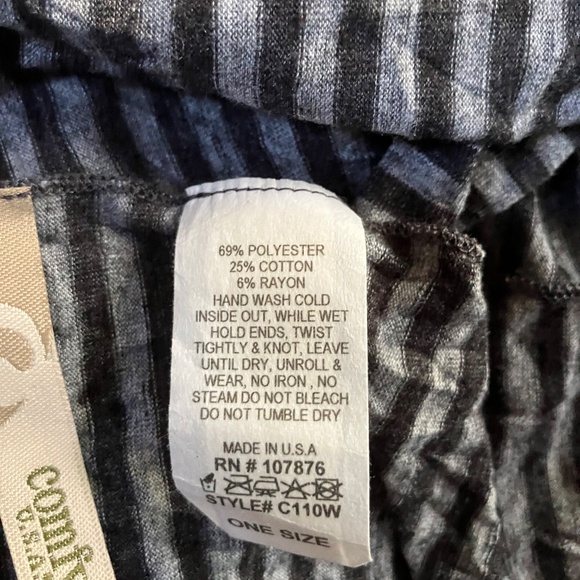 69% POLYESTER
25% COTTON
6% RAYON
HAND WASH COLD
INSIDE OUT, WHILE WET
HOLD ENDS, TWIST
TIGHTLY & KNOT, LEAVE
UNTIL DRY, UNROLL &
WEAR, NO IRON , NO
STEAM DO NOT BLEACH
DO NOT TUMBLE DRY
MADE IN U.S.A
RN # 107876
STYLE# C110W
ONE SIZE
U.S.A